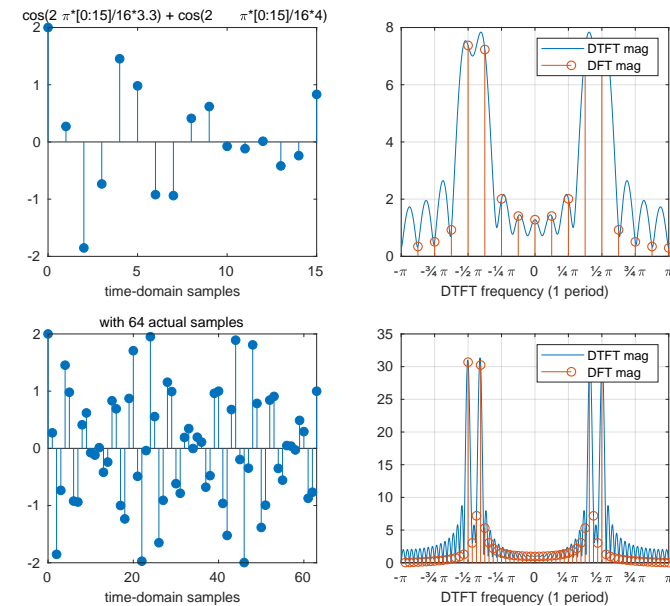 cos(2 π*[0:15]/16*3.3) + cos(2 π*[0:15]/16*4)
2
1
0
-1
-2
0 5 10 15
time-domain samples
8
6
4
2
0
DTFT mag
DFT mag
-π -¾ π -½ π -¼ π 0 ¼ π ½ π ¾ π π
DTFT frequency (1 period)
with 64 actual samples
2
1
0
-1
-2
0 20 40 60
time-domain samples
35
30
25
20
15
10
5
0
DTFT mag
DFT mag
-π -¾ π -½ π -¼ π 0 ¼ π ½ π ¾ π π
DTFT frequency (1 period)